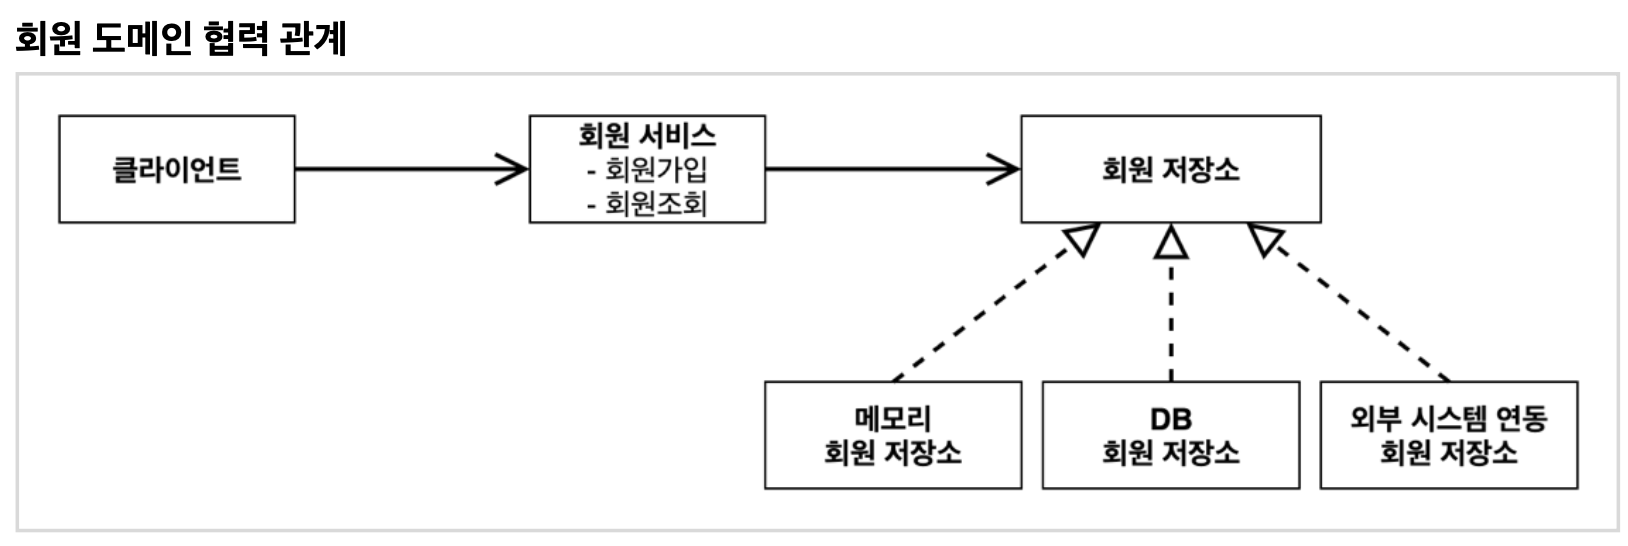 회원 도메인 협력 관계
클라이언트
회원 서비스
- 회원가입
- 회원조회
회원 저장소
메모리
회원 저장소
DB
회원 저장소
외부 시스템 연동
회원 저장소